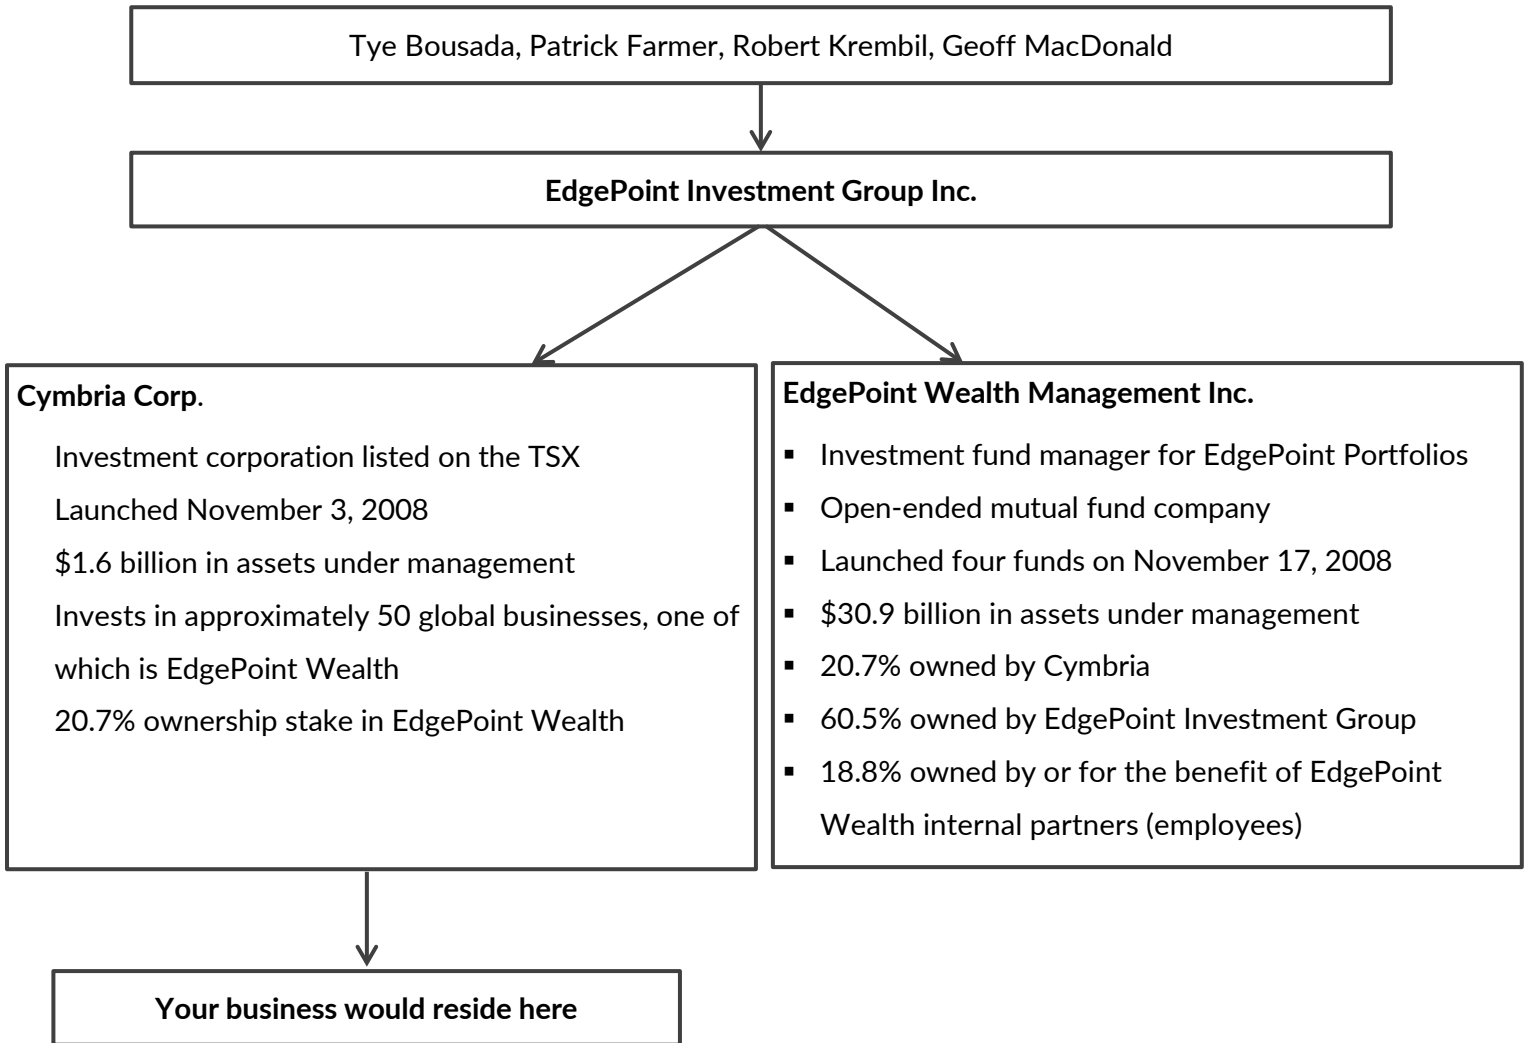 Tye Bousada, Patrick Farmer, Robert Krembil, Geoff MacDonald
EdgePoint Investment Group Inc.
Cymbria Corp.
Investment corporation listed on the TSX
Launched November 3, 2008
$1.6 billion in assets under management
Invests in approximately 50 global businesses, one of
which is EdgePoint Wealth
20.7% ownership stake in EdgePoint Wealth
EdgePoint Wealth Management Inc.
▪ Investment fund manager for EdgePoint Portfolios
▪ Open-ended mutual fund company
▪ Launched four funds on November 17, 2008
▪ $30.9 billion in assets under management
▪ 20.7% owned by Cymbria
▪ 60.5% owned by EdgePoint Investment Group
▪ 18.8% owned by or for the benefit of EdgePoint
Wealth internal partners (employees)
Your business would reside here